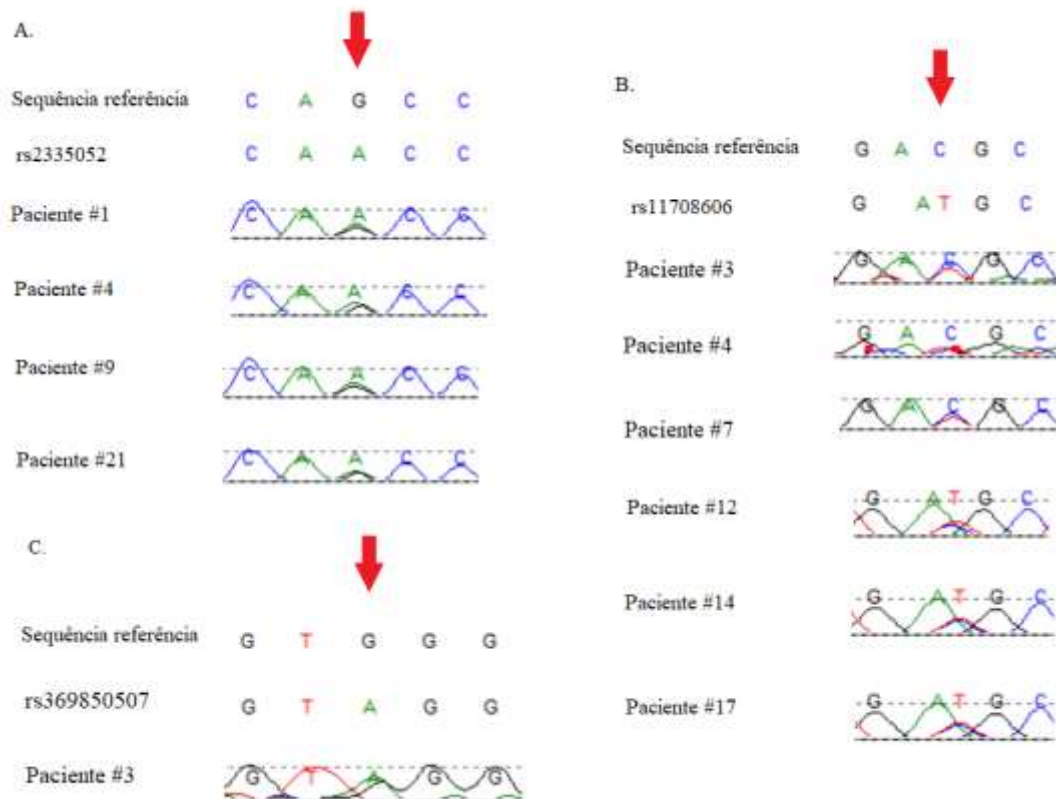 A.
Sequência referência C A G C C
rs2335052 C A A C C
Paciente #1 C A A C C
Paciente #4 C A A C C
Paciente #9 C A A C C
Paciente #21 C A A C C
B.
Sequência referência G A C G C
rs11708606 G A T G C
Paciente #3 G A C G C
Paciente #4 G A C G C
Paciente #7 G A C G C
Paciente #12 G A T G C
Paciente #14 G A T G C
Paciente #17 G A T G C
C.
Sequência referência G T G G G
rs369850507 G T A G G
Paciente #3 G T A G G